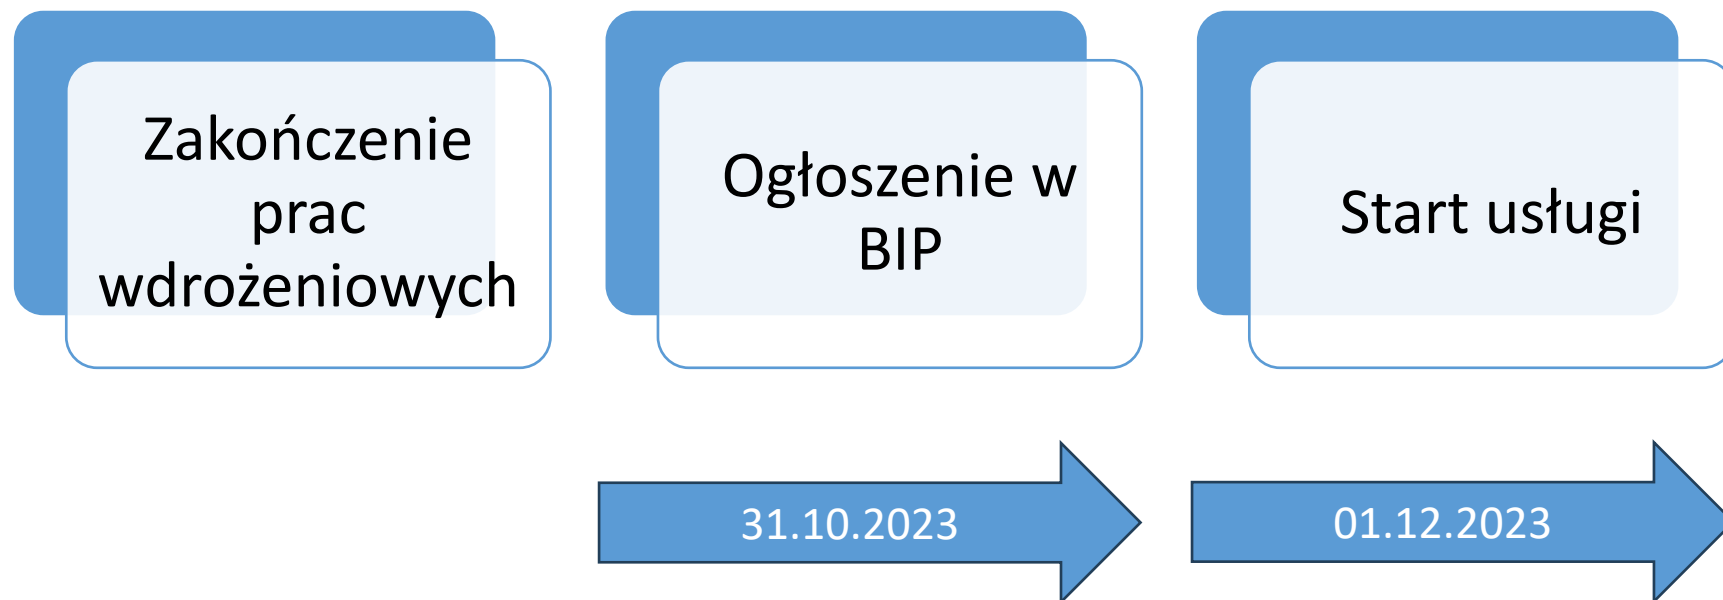 Zakończenie
prac
wdrożeniowych
Ogłoszenie w
BIP
Start usługi
31.10.2023
01.12.2023